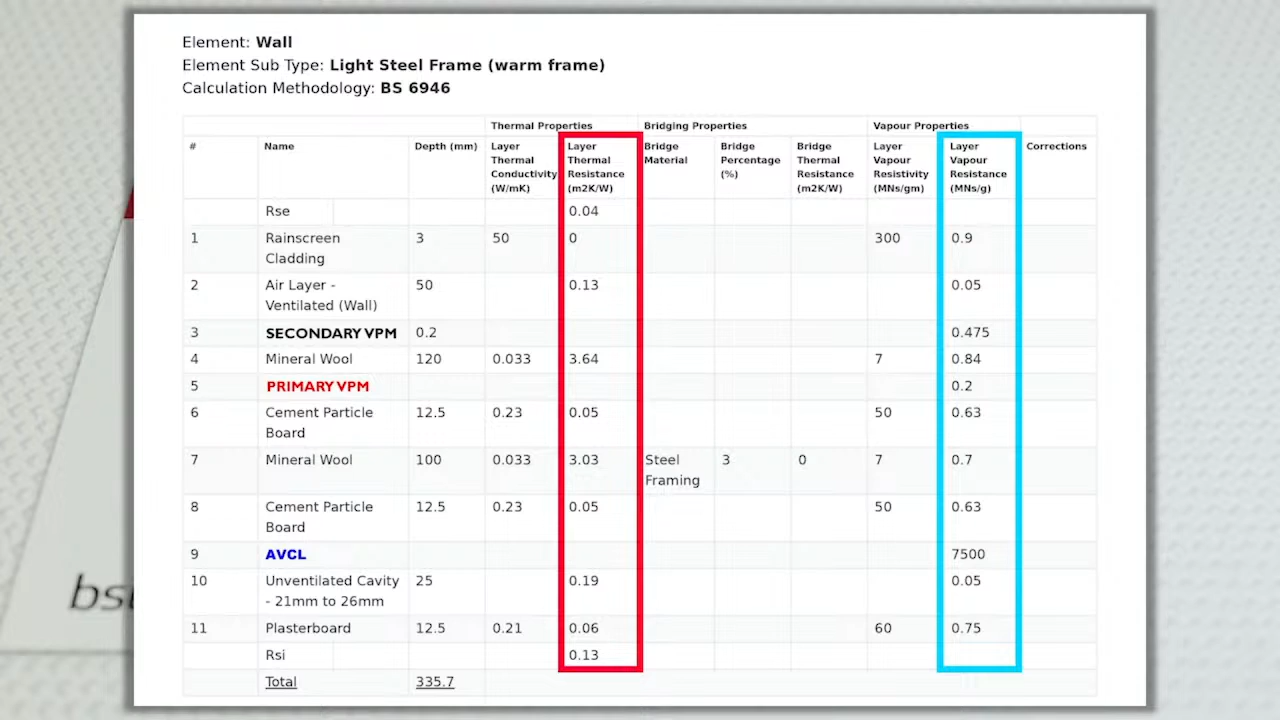 Element: Wall
Element Sub Type: Light Steel Frame (warm frame)
Calculation Methodology: BS 6946
Thermal Properties Bridging Properties Vapour Properties
# Name Depth (mm) Layer Thermal Conductivity (W/mK) Layer Thermal Resistance (m2K/W) Bridge Material Bridge Percentage (%) Bridge Thermal Resistance (m2K/W) Layer Vapour Resistivity (MNs/gm) Layer Vapour Resistance (MNs/g) Corrections
Rse 0.04
1 Rainscreen Cladding 3 50 0 300 0.9
2 Air Layer - Ventilated (Wall) 50 0.13 0.05
3 SECONDARY VPM 0.2 0.475
4 Mineral Wool 120 0.033 3.64 7 0.84
5 PRIMARY VPM 0.2
6 Cement Particle Board 12.5 0.23 0.05 50 0.63
7 Mineral Wool 100 0.033 3.03 Steel Framing 3 0 7 0.7
8 Cement Particle Board 12.5 0.23 0.05 50 0.63
9 AVCL 7500
10 Unventilated Cavity - 21mm to 26mm 25 0.19 0.05
11 Plasterboard 12.5 0.21 0.06 60 0.75
Rsi 0.13
Total 335.7